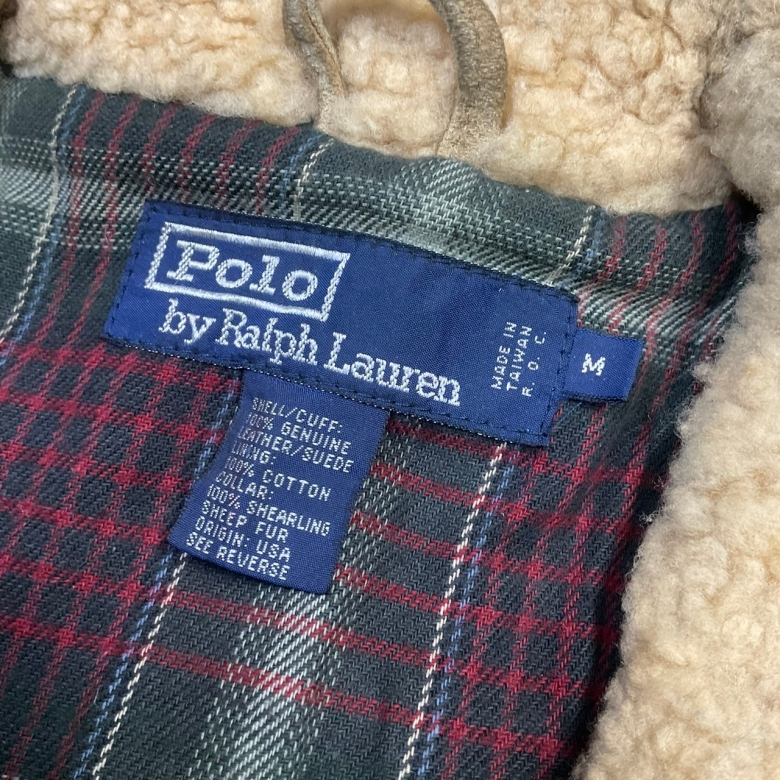 Polo
by Ralph Lauren
MADE IN
TAIWAN
R. O. C.
M
SHELL/CUFF:
100% GENUINE
LEATHER/SUEDE
LINING:
100% COTTON
COLLAR:
100% SHEARLING
SHEEP FUR
ORIGIN: USA
SEE REVERSE